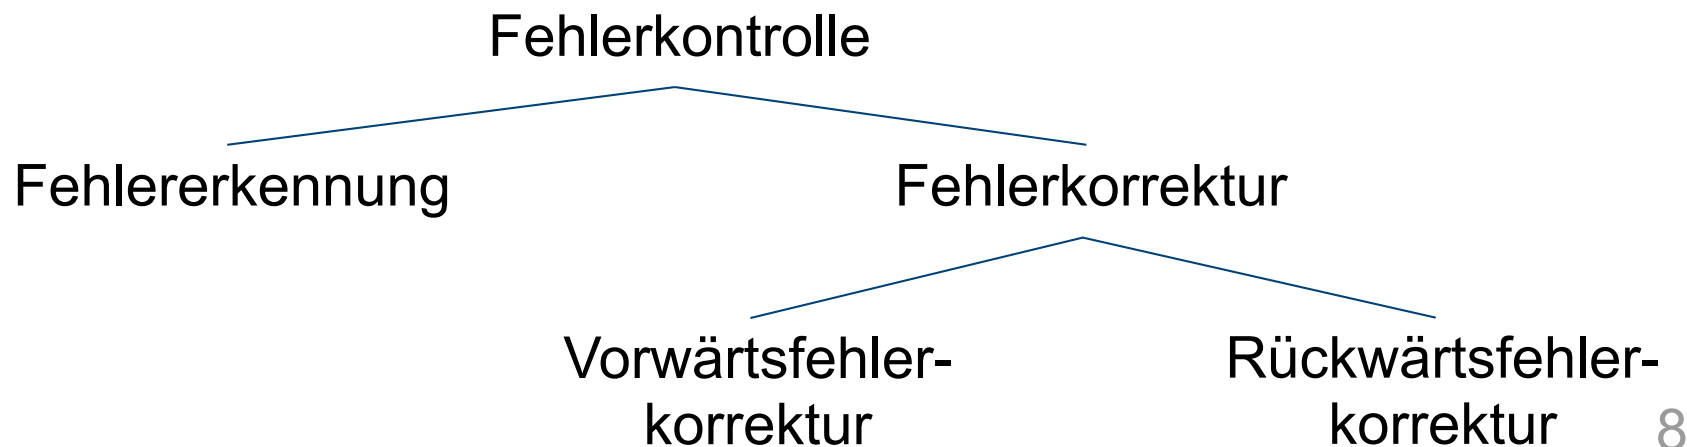 Fehlerkontrolle
Fehlererkennung
Fehlerkorrektur
Vorwärtsfehler-
korrektur
Rückwärtsfehler-
korrektur
8